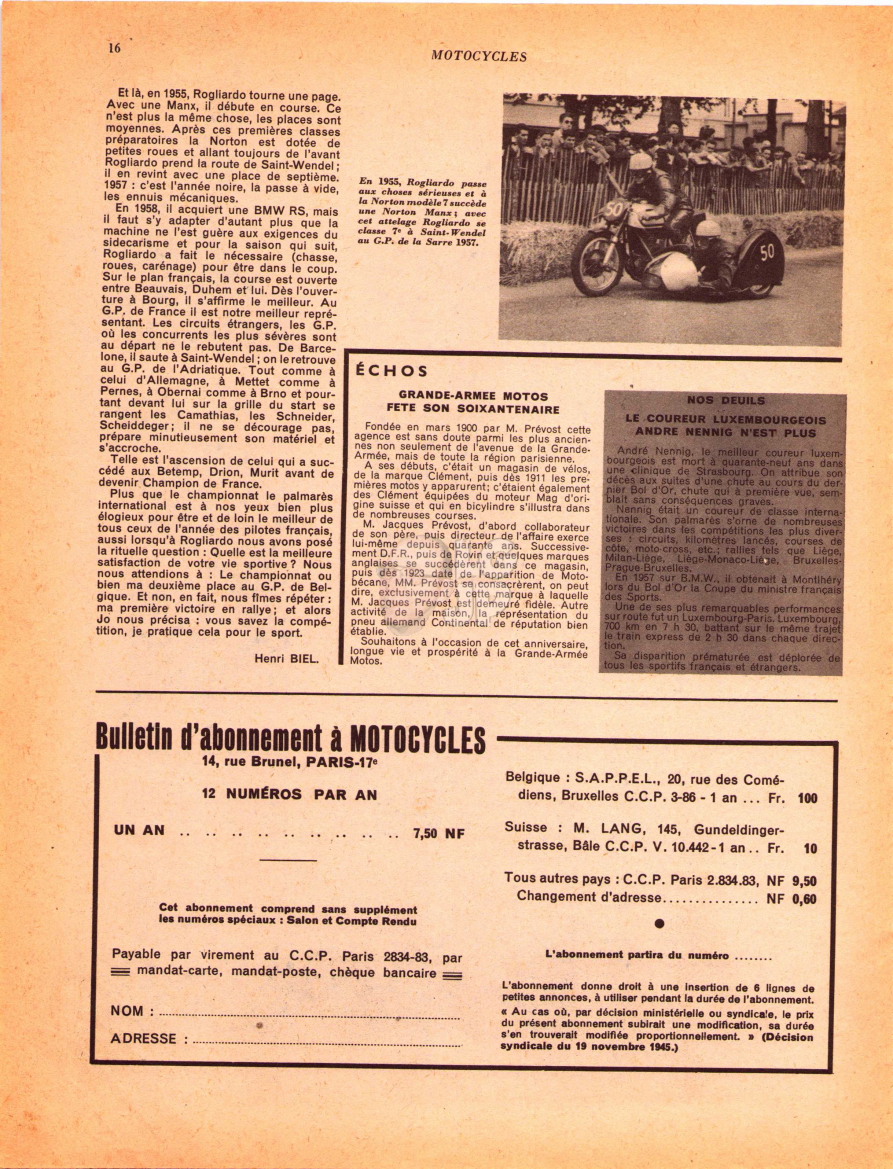 16
MOTOCYCLES
Et là, en 1955, Rogliardo tourne une page.
Avec une Manx, il débute en course. Ce
n'est plus la même chose, les places sont
moyennes. Après ces premières classes
préparatoires la Norton est dotée de
petites roues et allant toujours de l'avant
Rogliardo prend la route de Saint-Wendel ;
il en revint avec une place de septième.
1957 : c'est l'année noire, la passe à vide,
les ennuis mécaniques.
En 1958, il acquiert une BMW RS, mais
il faut s'y adapter d'autant plus que la
machine ne l'est guère aux exigences du
sidecarisme et pour la saison qui suit,
Rogliardo a fait le nécessaire (chasse,
roues, carénage) pour être dans le coup.
Sur le plan français, la course est ouverte
entre Beauvais, Duhem et lui. Dès l'ouver-
ture à Bourg, il s'affirme le meilleur. Au
G.P. de France il est notre meilleur repré-
sentant. Les circuits étrangers, les G.P.
où les concurrents les plus sévères sont
au départ ne le rebutent pas. De Barce-
lone, il saute à Saint-Wendel ; on le retrouve
au G.P. de l'Adriatique. Tout comme à
celui d'Allemagne, à Mettet comme à
Pernes, à Obernai comme à Brno et pour-
tant devant lui sur la grille du start se
rangent les Camathias, les Schneider,
Scheiddeger ; il ne se décourage pas,
prépare minutieusement son matériel et
s'accroche.
Telle est l'ascension de celui qui a suc-
cédé aux Betemp, Drion, Murit avant de
devenir Champion de France.
Plus que le championnat le palmarès
international est à nos yeux bien plus
élogieux pour être et de loin le meilleur de
tous ceux de l'année des pilotes français,
aussi lorsqu'à Rogliardo nous avons posé
la rituelle question : Quelle est la meilleure
satisfaction de votre vie sportive ? Nous
nous attendions à : Le championnat ou
bien ma deuxième place au G.P. de Bel-
gique. Et non, en fait, nous fîmes répéter :
ma première victoire en rallye ; et alors
Jo nous précisa : vous savez la compé-
tition, je pratique cela pour le sport.
Henri BIEL.
En 1955, Rogliardo passe
aux choses sérieuses et à
la Norton modèle 7 succède
une Norton Manx ; avec
cet attelage Rogliardo se
classe 7e à Saint-Wendel
au G.P. de la Sarre 1957.
50
50
ÉCHOS
GRANDE-ARMEE MOTOS
FETE SON SOIXANTENAIRE
Fondée en mars 1900 par M. Prévost cette
agence est sans doute parmi les plus ancien-
nes non seulement de l'avenue de la Grande-
Armée, mais de toute la région parisienne.
A ses débuts, c'était un magasin de vélos,
de la marque Clément, puis dès 1911 les pre-
mières motos y apparurent; c'étaient également
des Clément équipées du moteur Mag d'ori-
gine suisse et qui en bicylindre s'illustra dans
de nombreuses courses.
M. Jacques Prévost, d'abord collaborateur
de son père, puis directeur de l'affaire exerce
lui-même depuis quarante ans. Successive-
ment D.F.R., puis de Rovin et quelques marques
anglaises se succédèrent dans ce magasin,
puis dès 1923 date de l'apparition de Moto-
bécane, MM. Prévost se consacrèrent, on peut
dire, exclusivement à cette marque à laquelle
M. Jacques Prévost est demeuré fidèle. Autre
activité de la maison, la représentation du
pneu allemand Continental de réputation bien
établie.
Souhaitons à l'occasion de cet anniversaire,
longue vie et prospérité à la Grande-Armée
Motos.
NOS DEUILS
LE COUREUR LUXEMBOURGEOIS
ANDRE NENNIG N'EST PLUS
André Nennig, le meilleur coureur luxem-
bourgeois est mort à quarante-neuf ans dans
une clinique de Strasbourg. On attribue son
décès aux suites d'une chute au cours du der-
nier Bol d'Or, chute qui à première vue, sem-
blait sans conséquences graves.
Nennig était un coureur de classe interna-
tionale. Son palmarès s'orne de nombreuses
victoires dans les compétitions les plus diver-
ses : circuits, kilomètres lancés, courses de
côte, moto-cross, etc.; rallies tels que Liége,
Milan-Liége, Liége-Monaco-Liége, Bruxelles-
Prague-Bruxelles.
En 1957 sur B.M.W., il obtenait à Montlhéry
lors du Bol d'Or la Coupe du ministre français
des Sports.
Une de ses plus remarquables performances
sur route fut un Luxembourg-Paris. Luxembourg,
700 km en 7 h 30, battant sur le même trajet
le train express de 2 h 30 dans chaque direc-
tion.
Sa disparition prématurée est déplorée de
tous les sportifs français et étrangers.
Bulletin d'abonnement à MOTOCYCLES
14, rue Brunel, PARIS-17e
12 NUMÉROS PAR AN
UN AN .. .. .. .. .. .. .. .. .. 7,50 NF
Cet abonnement comprend sans supplément
les numéros spéciaux : Salon et Compte Rendu
Payable par virement au C.C.P. Paris 2834-83, par
mandat-carte, mandat-poste, chèque bancaire
NOM :
ADRESSE :
Belgique : S.A.P.P.E.L., 20, rue des Comé-
diens, Bruxelles C.C.P. 3-86 - 1 an ... Fr. 100
Suisse : M. LANG, 145, Gundeldinger-
strasse, Bâle C.C.P. V. 10.442 - 1 an .. Fr. 10
Tous autres pays : C.C.P. Paris 2.834.83, NF 9,50
Changement d'adresse............... NF 0,60
L'abonnement partira du numéro ........
L'abonnement donne droit à une insertion de 6 lignes de
petites annonces, à utiliser pendant la durée de l'abonnement.
« Au cas où, par décision ministérielle ou syndicale, le prix
du présent abonnement subirait une modification, sa durée
s'en trouverait modifiée proportionnellement. » (Décision
syndicale du 19 novembre 1945.)